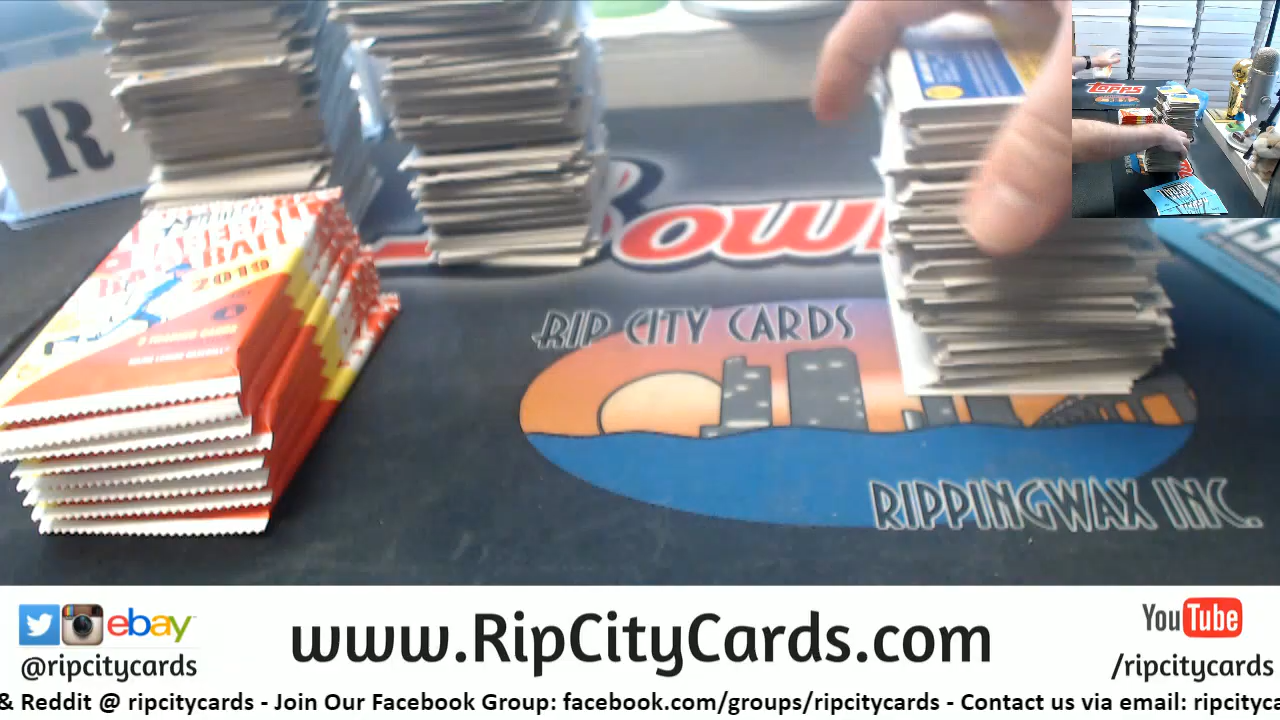 R
BASEBALL
2019
TOPPS
RIP CITY CARDS
RIPPINGWAX INC.
ebay
@ripcitycards
www.RipCityCards.com
YouTube
/ripcitycards
& Reddit @ ripcitycards - Join Our Facebook Group: facebook.com/groups/ripcitycards - Contact us via email: ripcityca